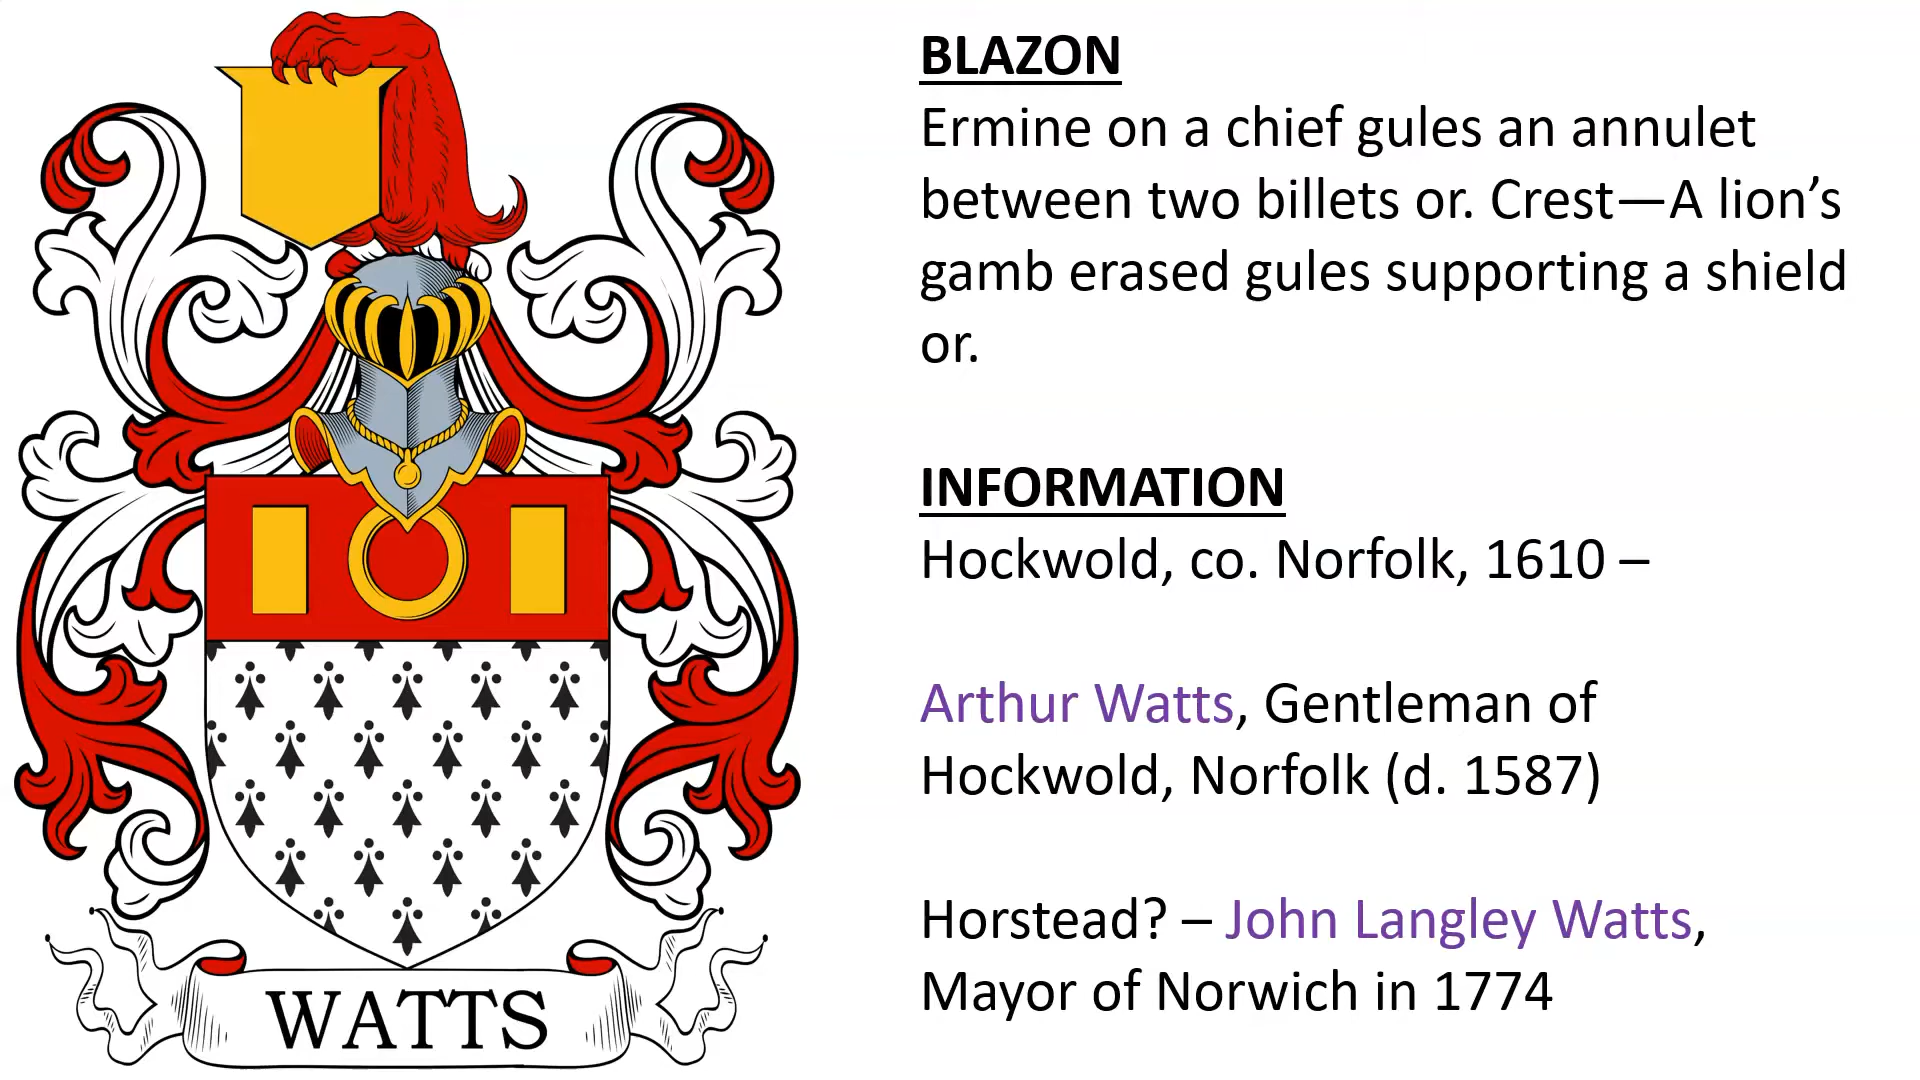 BLAZON
Ermine on a chief gules an annulet
between two billets or. Crest—A lion’s
gamb erased gules supporting a shield
or.
INFORMATION
Hockwold, co. Norfolk, 1610 –
Arthur Watts, Gentleman of
Hockwold, Norfolk (d. 1587)
Horstead? – John Langley Watts,
Mayor of Norwich in 1774
WATTS